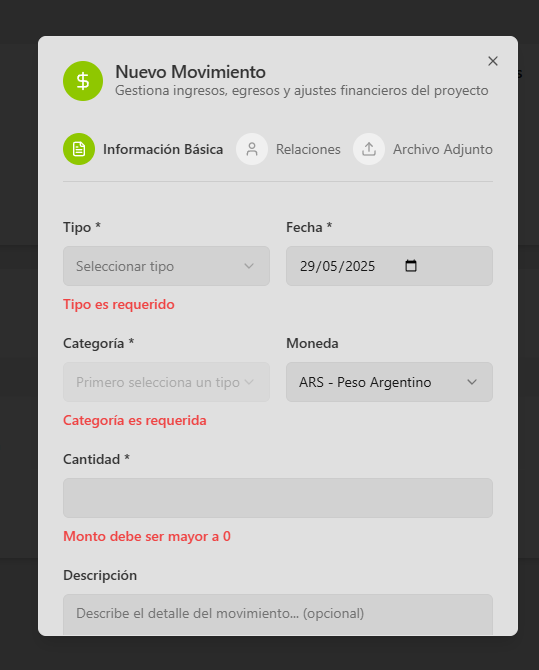 Nuevo Movimiento
Gestiona ingresos, egresos y ajustes financieros del proyecto
Información Básica
Relaciones
Archivo Adjunto
Tipo *
Fecha *
Seleccionar tipo
29/05/2025
Tipo es requerido
Categoría *
Moneda
Primero selecciona un tipo
ARS - Peso Argentino
Categoría es requerida
Cantidad *
Monto debe ser mayor a 0
Descripción
Describe el detalle del movimiento... (opcional)